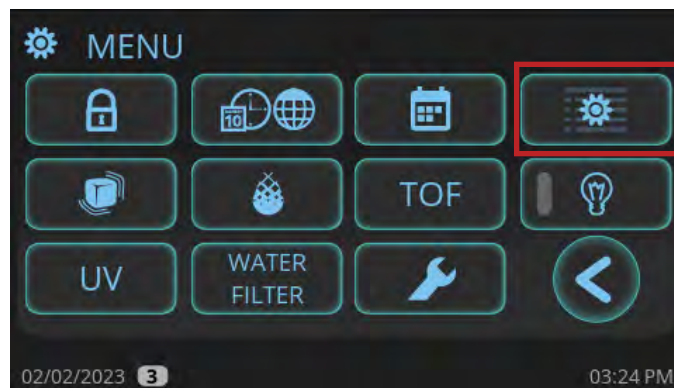 MENU
10
TOF
UV
WATER
FILTER
02/02/2023 3
03:24 PM